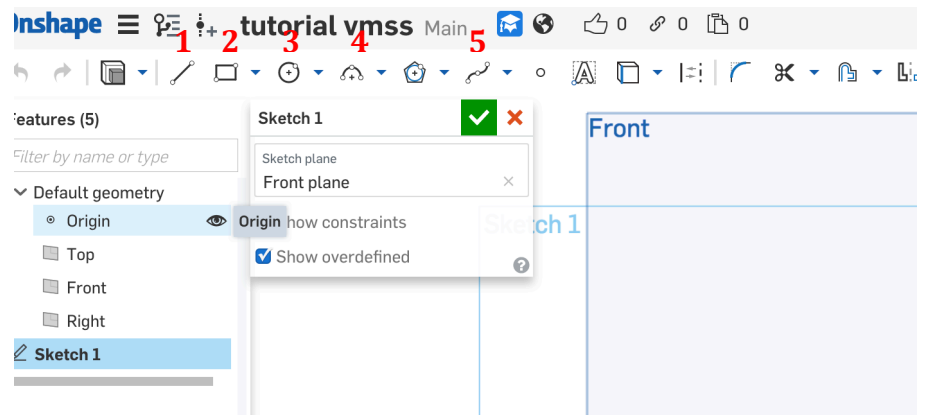 Onshape tutorial vmss Main 0 0 0
1 2 3 4 5
A
Features (5)
Filter by name or type
Default geometry
Origin
Top
Front
Right
Sketch 1
Sketch 1
Sketch plane
Front plane
Origin how constraints
Show overdefined
?
Front
Sketch 1